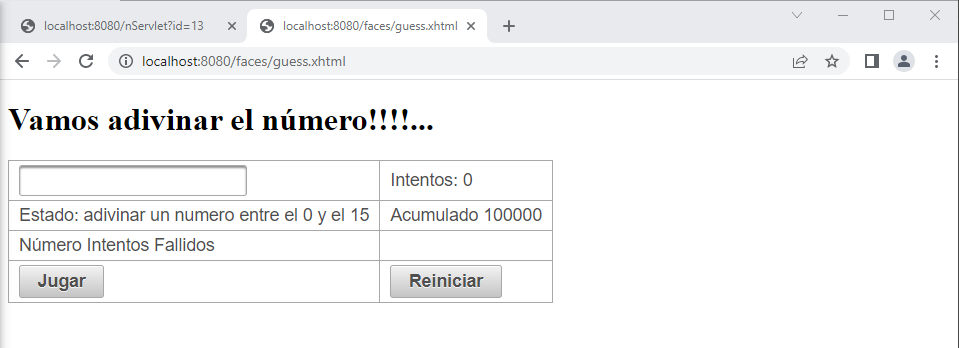 localhost:8080/nServlet?id=13
localhost:8080/faces/guess.xhtml
localhost:8080/faces/guess.xhtml
Vamos adivinar el número!!!!...
Intentos: 0
Estado: adivinar un numero entre el 0 y el 15 Acumulado 100000
Número Intentos Fallidos
Jugar Reiniciar